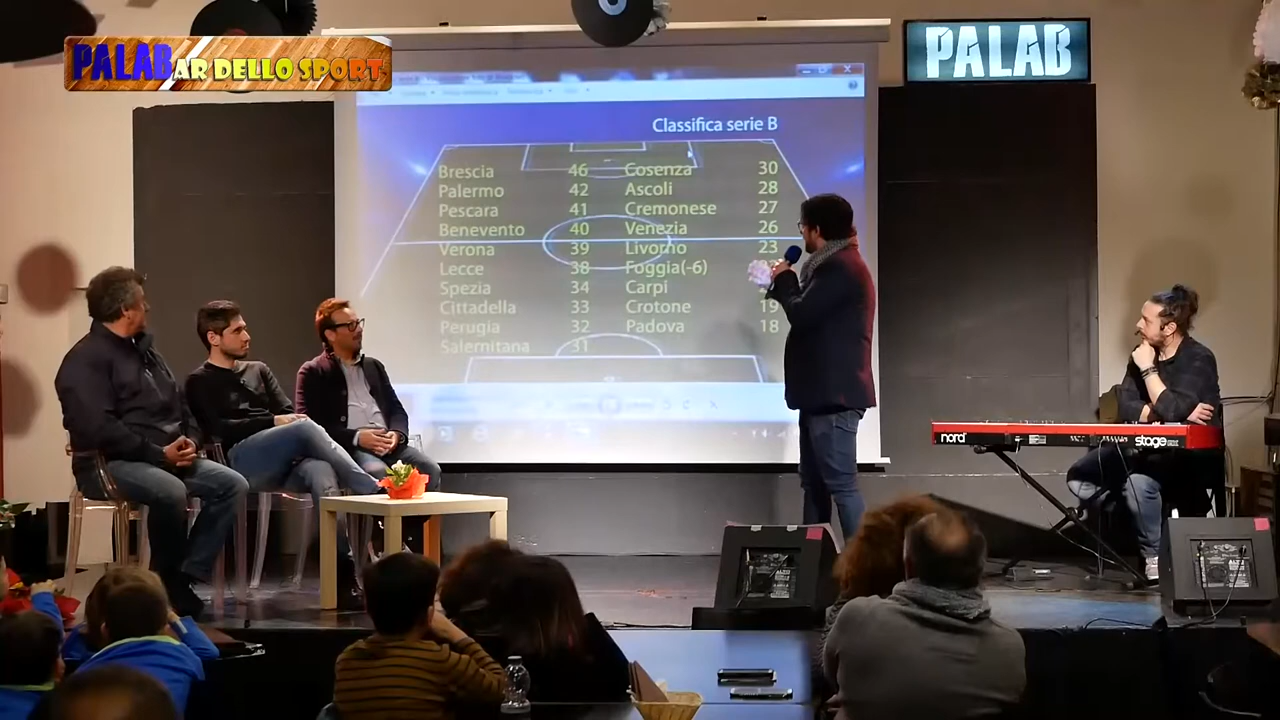 PALABAR DELLO SPORT
PALAB
Classifica serie B
Brescia 46 Cosenza 30
Palermo 42 Ascoli 28
Pescara 41 Cremonese 27
Benevento 40 Venezia 26
Verona 39 Livorno 23
Lecce 38 Foggia(-6)
Spezia 34 Carpi
Cittadella 33 Crotone 19
Perugia 32 Padova 18
Salernitana 31
nord stage